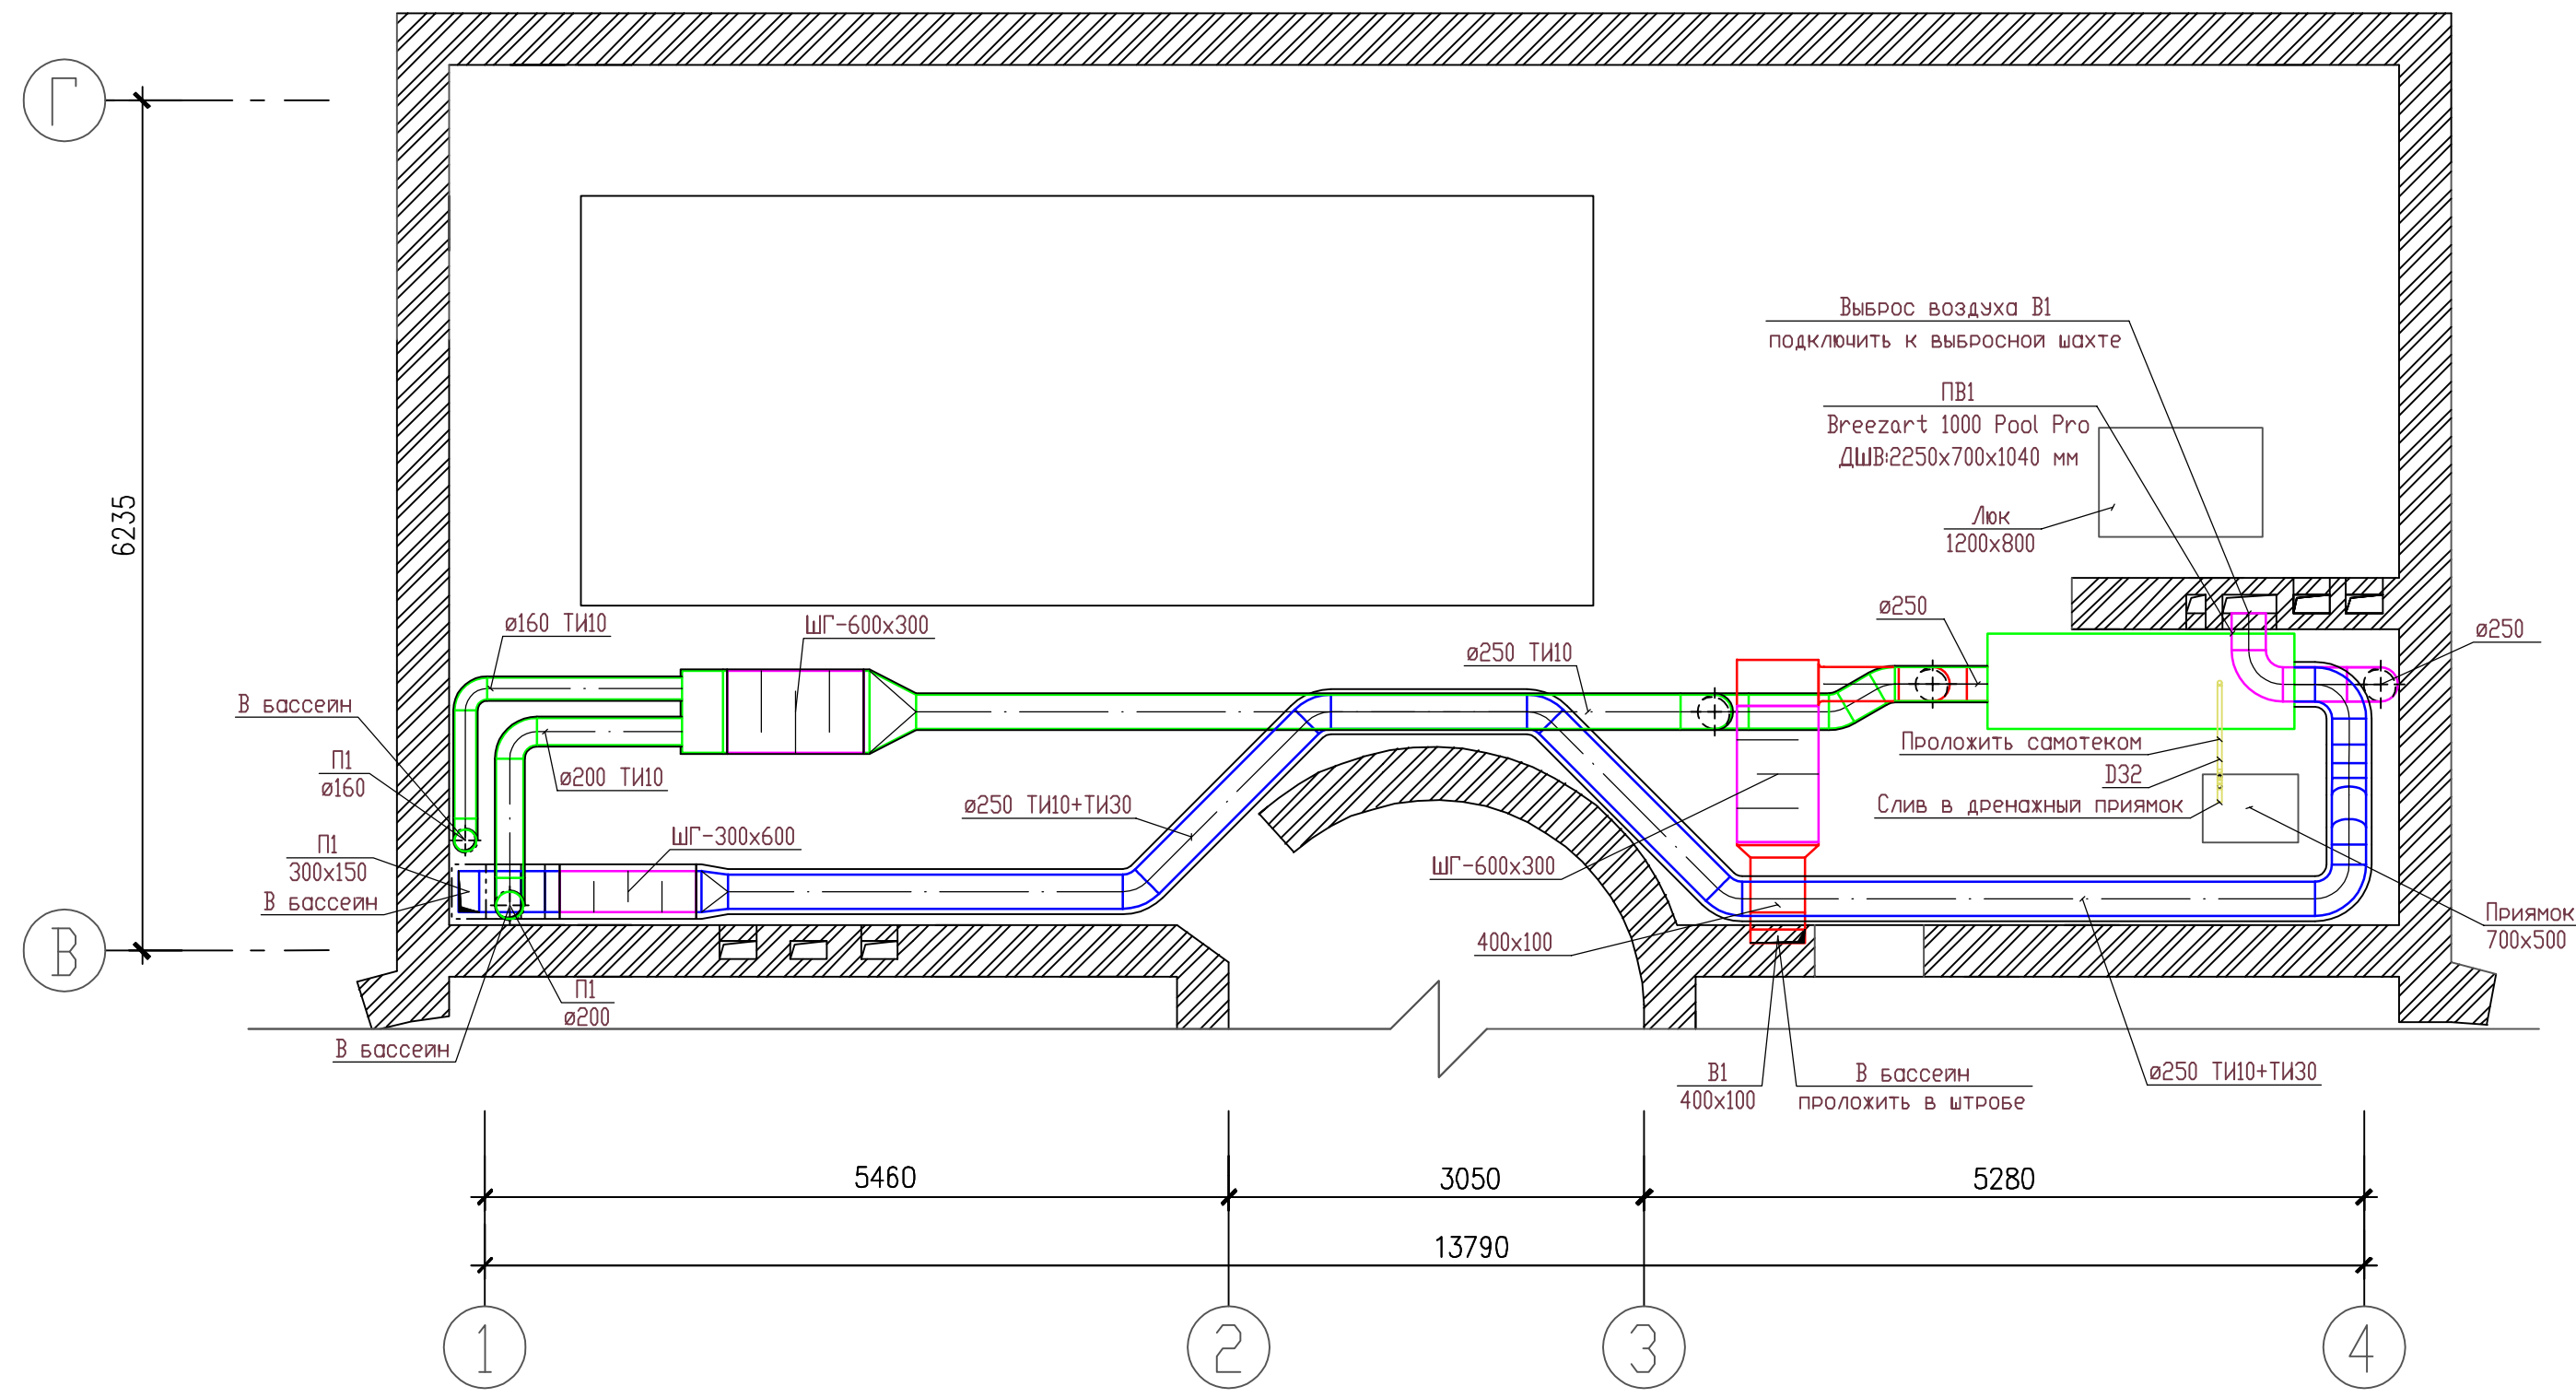 Г
Выброс воздуха В1
подключить к выбросной шахте
ПВ1
Breezart 1000 Pool Pro
ДШВ:2250х700х1040 мм
Люк
1200х800
6235
ø160 ТИ10
ШГ-600х300
ø250
ø250
ø250 ТИ10
В бассейн
П1
ø160
ø200 ТИ10
Проложить самотеком
D32
Слив в дренажный приямок
ø250 ТИ10+ТИ30
П1
300х150
В бассейн
ШГ-300х600
ШГ-600х300
400х100
Приямок
700х500
В
П1
ø200
В бассейн
В1
400х100
В бассейн
проложить в штробе
ø250 ТИ10+ТИ30
5460
3050
5280
13790
1
2
3
4